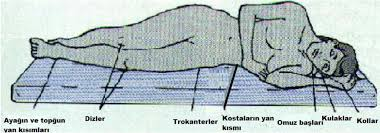 Ayağın ve topğun
yan kısımları
Dizler
Trokanterler
Kostaların yan
kısmı
Omuz başları
Kulaklar
Kollar